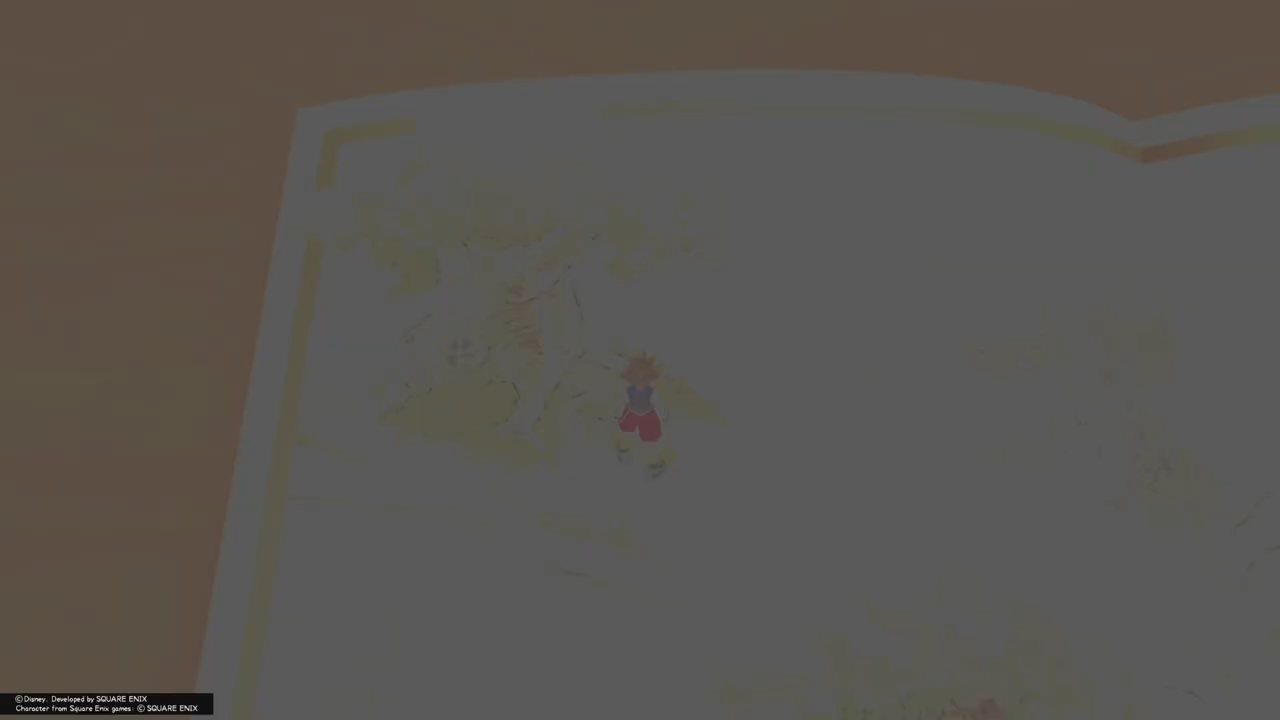 ©Disney. Developed by SQUARE ENIX
Character from Square Enix games: © SQUARE ENIX